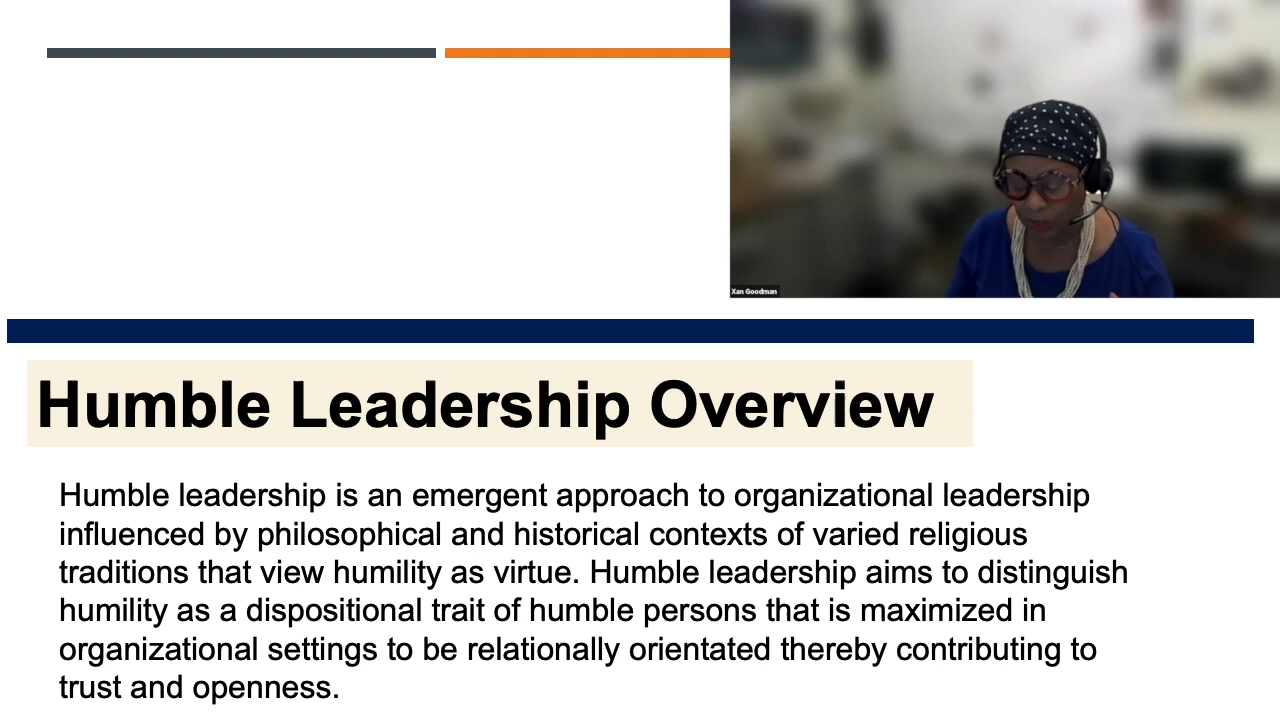 Xan Goodman
Humble Leadership Overview
Humble leadership is an emergent approach to organizational leadership
influenced by philosophical and historical contexts of varied religious
traditions that view humility as virtue. Humble leadership aims to distinguish
humility as a dispositional trait of humble persons that is maximized in
organizational settings to be relationally orientated thereby contributing to
trust and openness.